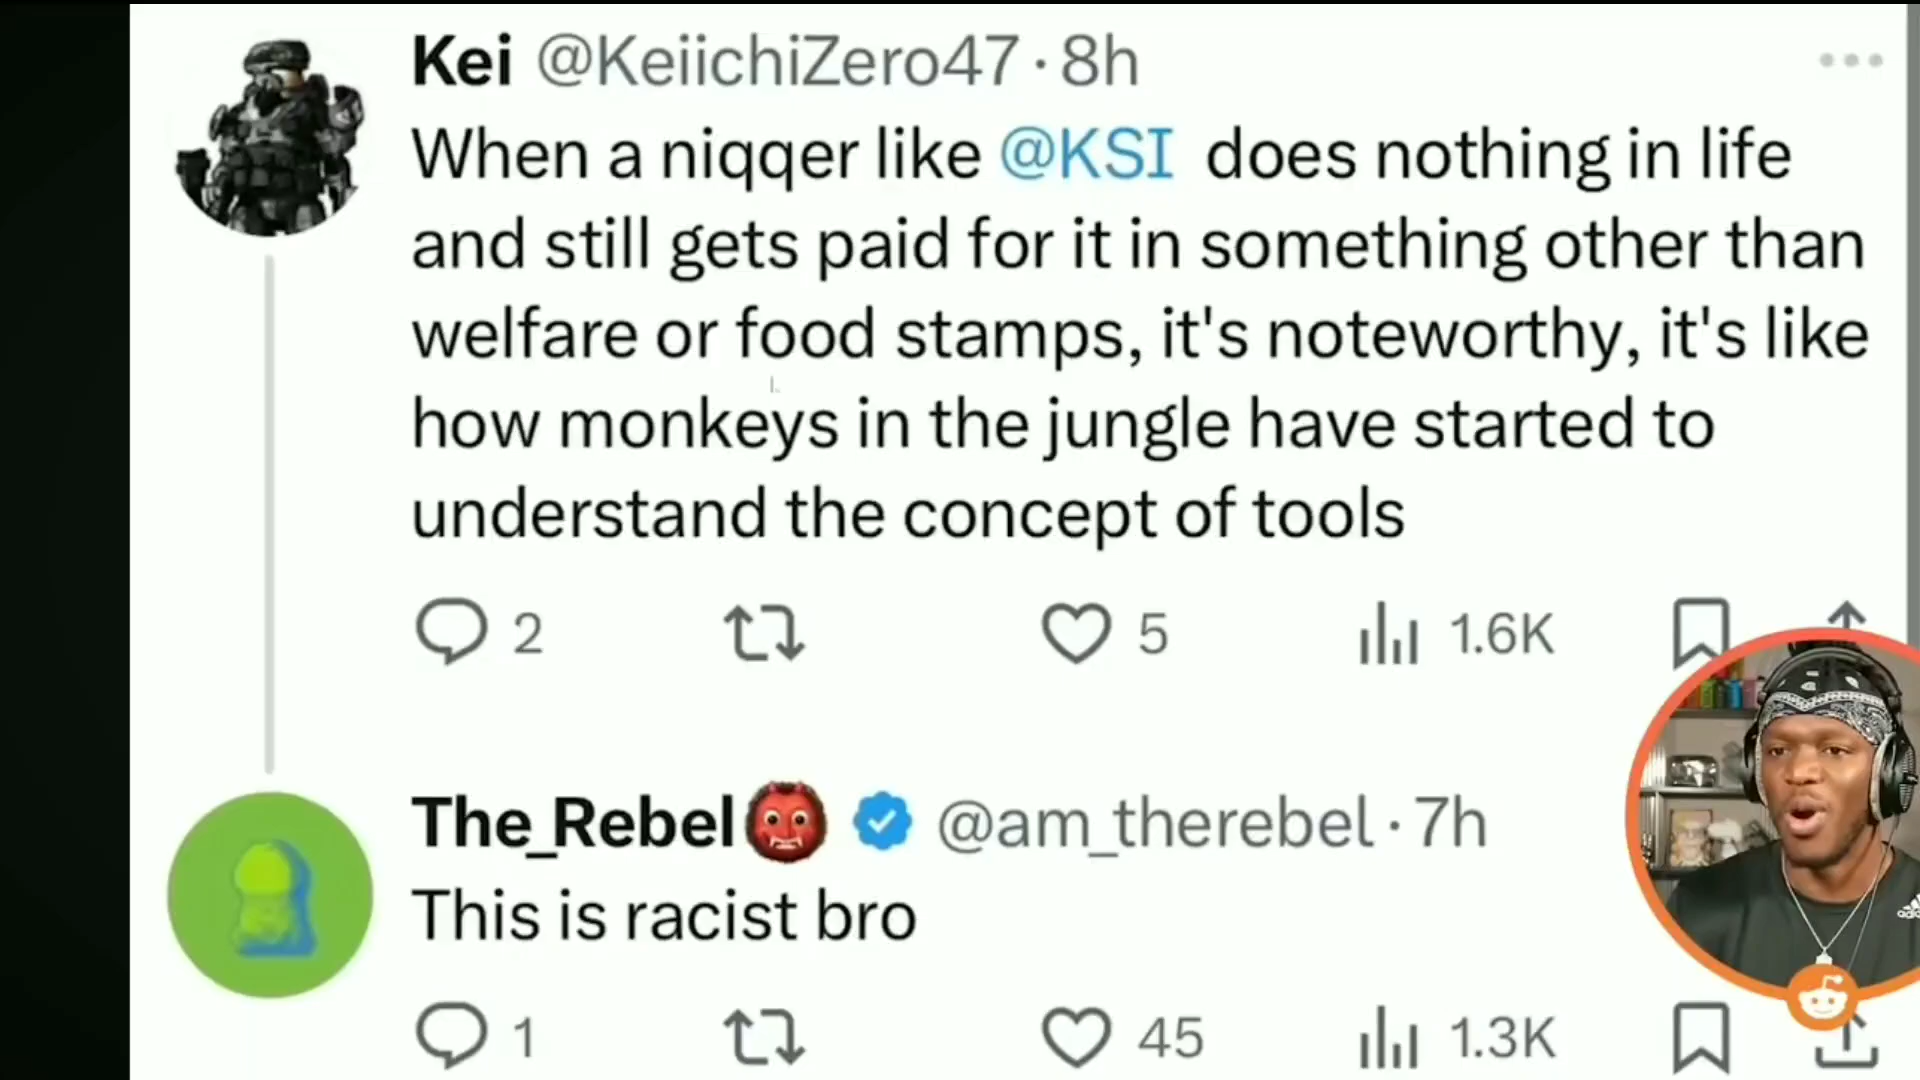 Kei @KeiichiZero47 · 8h
When a niqqer like @KSI does nothing in life
and still gets paid for it in something other than
welfare or food stamps, it's noteworthy, it's like
how monkeys in the jungle have started to
understand the concept of tools
2 5 1.6K
The_Rebel👹 @am_therebel · 7h
This is racist bro
1 45 1.3K
adidas